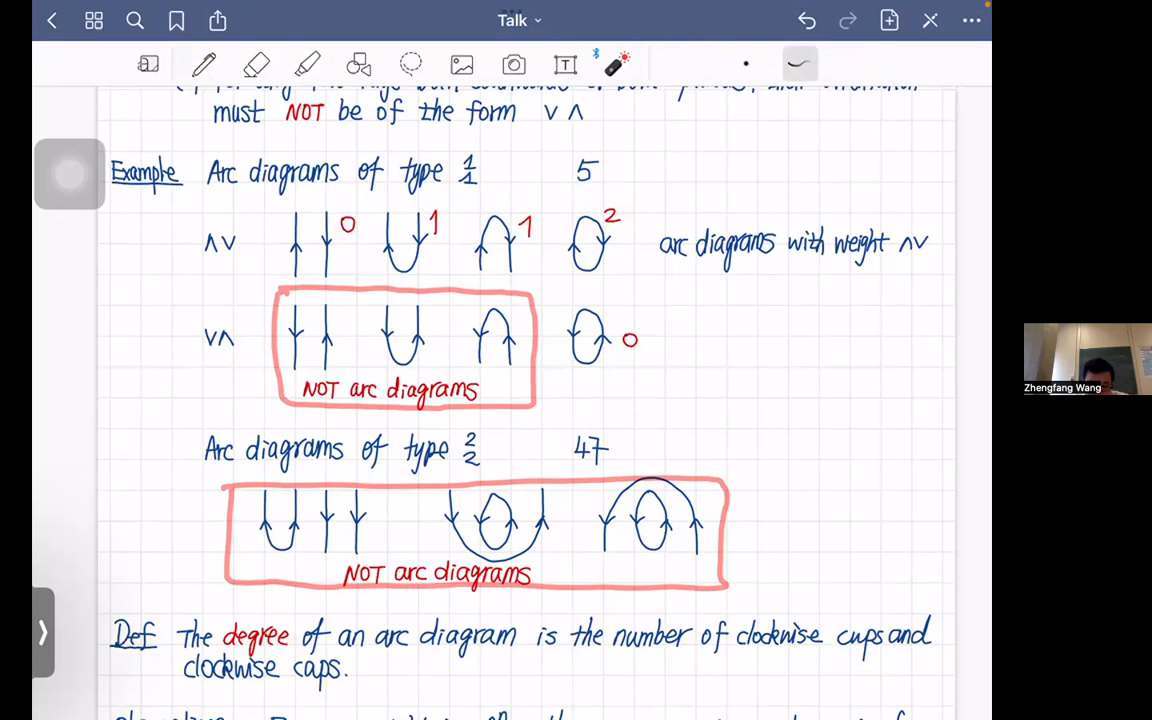 Talk
must NOT be of the form ∨ ∧
Example Arc diagrams of type 1/1 5
∧∨ 0 1 1 2 arc diagrams with weight ∧∨
∨∧ 0
NOT arc diagrams
Arc diagrams of type 2/2 47
NOT arc diagrams
Def The degree of an arc diagram is the number of clockwise cups and
clockwise caps.
Zhengfang Wang